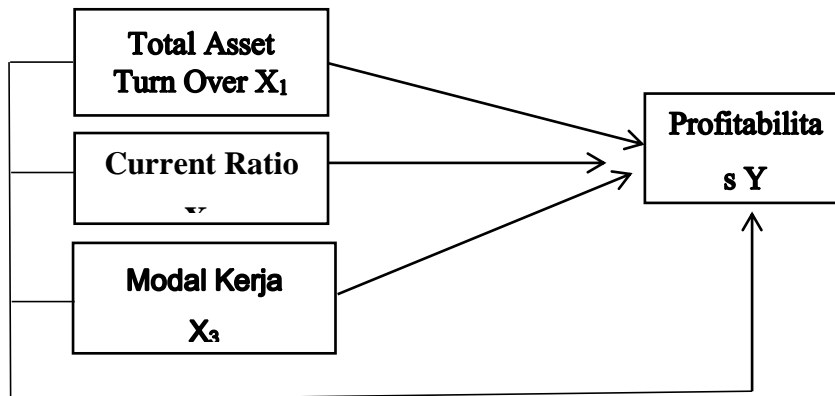 Total Asset
Turn Over X₁
Current Ratio
Modal Kerja
X₃
Profitabilita
s Y